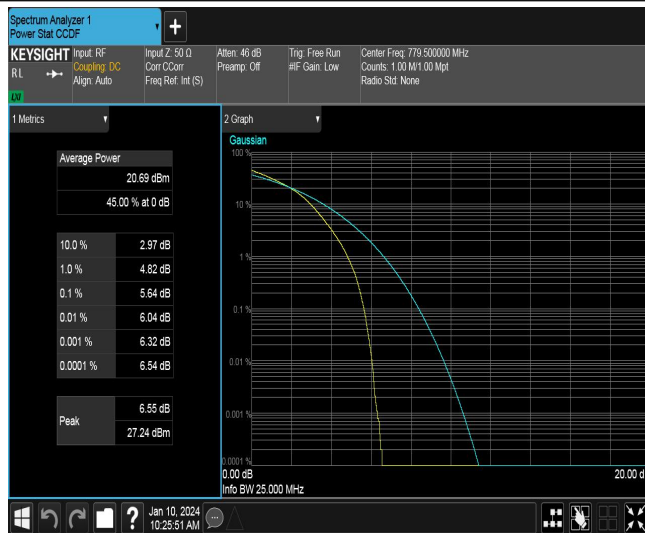 Spectrum Analyzer 1
Power Stat CCDF
KEYSIGHT
RL
LXI
Input: RF
Coupling: DC
Align: Auto
Input Z: 50 Ω
Corr CCorr
Freq Ref: Int (S)
Atten: 46 dB
Preamp: Off
Trig: Free Run
#IF Gain: Low
Center Freq: 779.500000 MHz
Counts: 1.00 M/1.00 Mpt
Radio Std: None
1 Metrics
Average Power
20.69 dBm
45.00 % at 0 dB
10.0 % 2.97 dB
1.0 % 4.82 dB
0.1 % 5.64 dB
0.01 % 6.04 dB
0.001 % 6.32 dB
0.0001 % 6.54 dB
Peak
6.55 dB
27.24 dBm
2 Graph
Gaussian
100 %
10 %
1 %
0.1 %
0.01 %
0.001 %
0.0001 %
0.00 dB
20.00 d
Info BW 25.000 MHz
?
Jan 10, 2024
10:25:51 AM